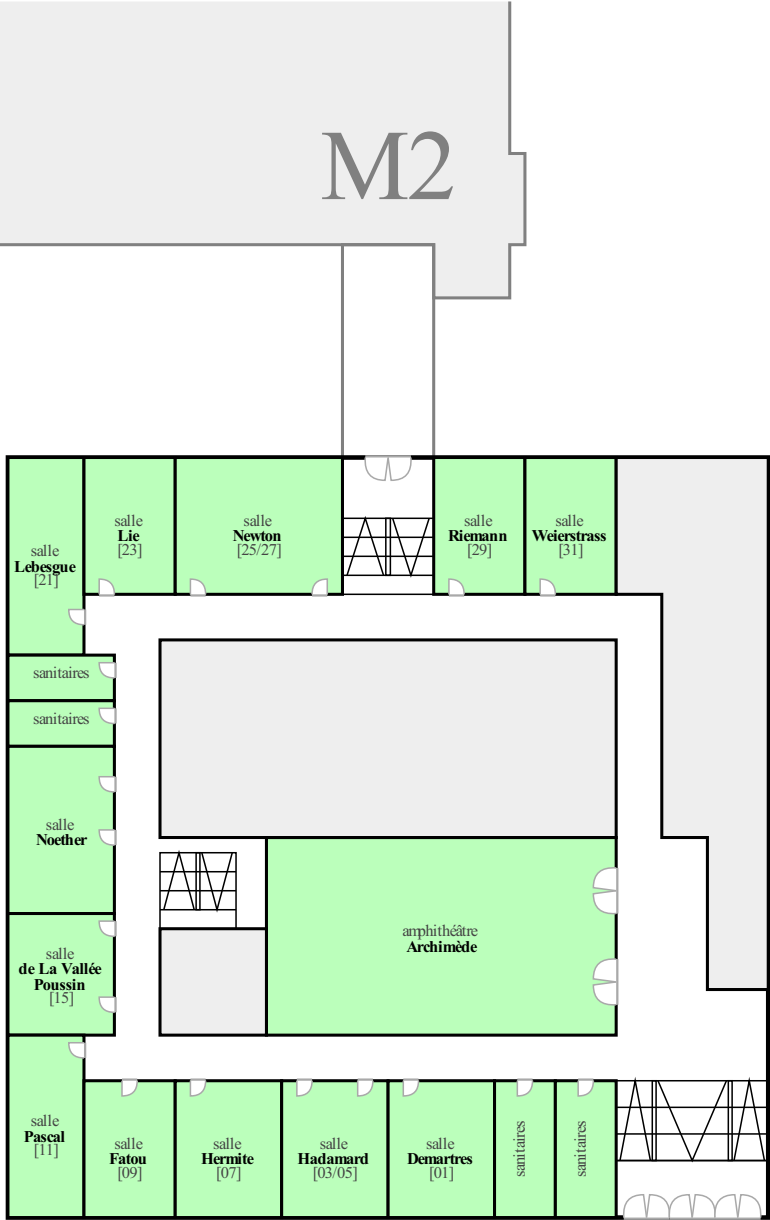 M2
salle
Lebesgue
[21]
salle
Lie
[23]
salle
Newton
[25/27]
salle
Riemann
[29]
salle
Weierstrass
[31]
sanitaires
sanitaires
salle
Noether
salle
de La Vallée
Poussin
[15]
amphithéâtre
Archimède
salle
Pascal
[11]
salle
Fatou
[09]
salle
Hermite
[07]
salle
Hadamard
[03/05]
salle
Demartres
[01]
sanitaires
sanitaires